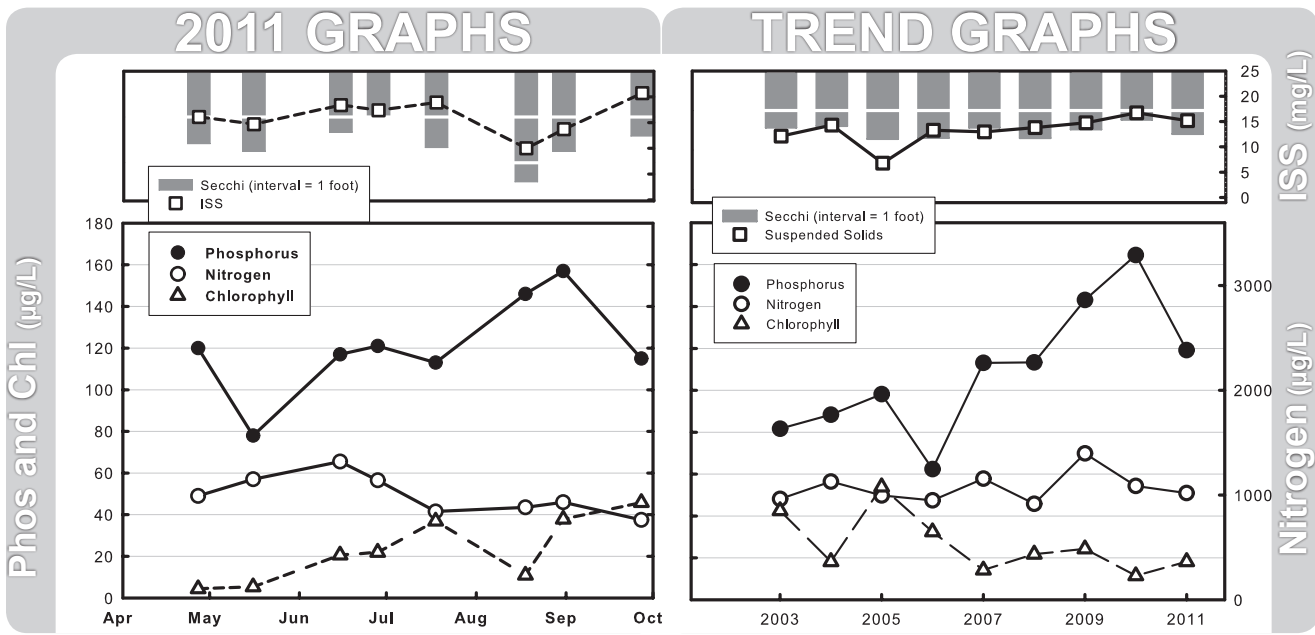 2011 GRAPHS
TREND GRAPHS
Secchi (interval = 1 foot)
ISS
180
160
140
120
100
80
60
40
20
0
Phosphorus
Nitrogen
Chlorophyll
Apr May Jun Jul Aug Sep Oct
Phos and Chl (µg/L)
25
20
15
10
5
0
ISS (mg/L)
Secchi (interval = 1 foot)
Suspended Solids
Phosphorus
Nitrogen
Chlorophyll
3000
2000
1000
0
Nitrogen (µg/L)
2003 2005 2007 2009 2011